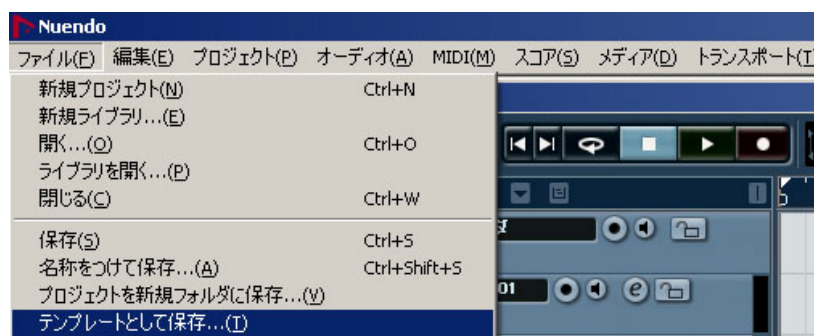 Nuendo
ファイル(F) 編集(E) プロジェクト(P) オーディオ(A) MIDI(M) スコア(S) メディア(D) トランスポート(T
新規プロジェクト(N) Ctrl+N
新規ライブラリ...(E)
開く...(O) Ctrl+O
ライブラリを開く...(P)
閉じる(C) Ctrl+W
保存(S) Ctrl+S
名称をつけて保存...(A) Ctrl+Shift+S
プロジェクトを新規フォルダに保存...(V)
01
テンプレートとして保存...(T)